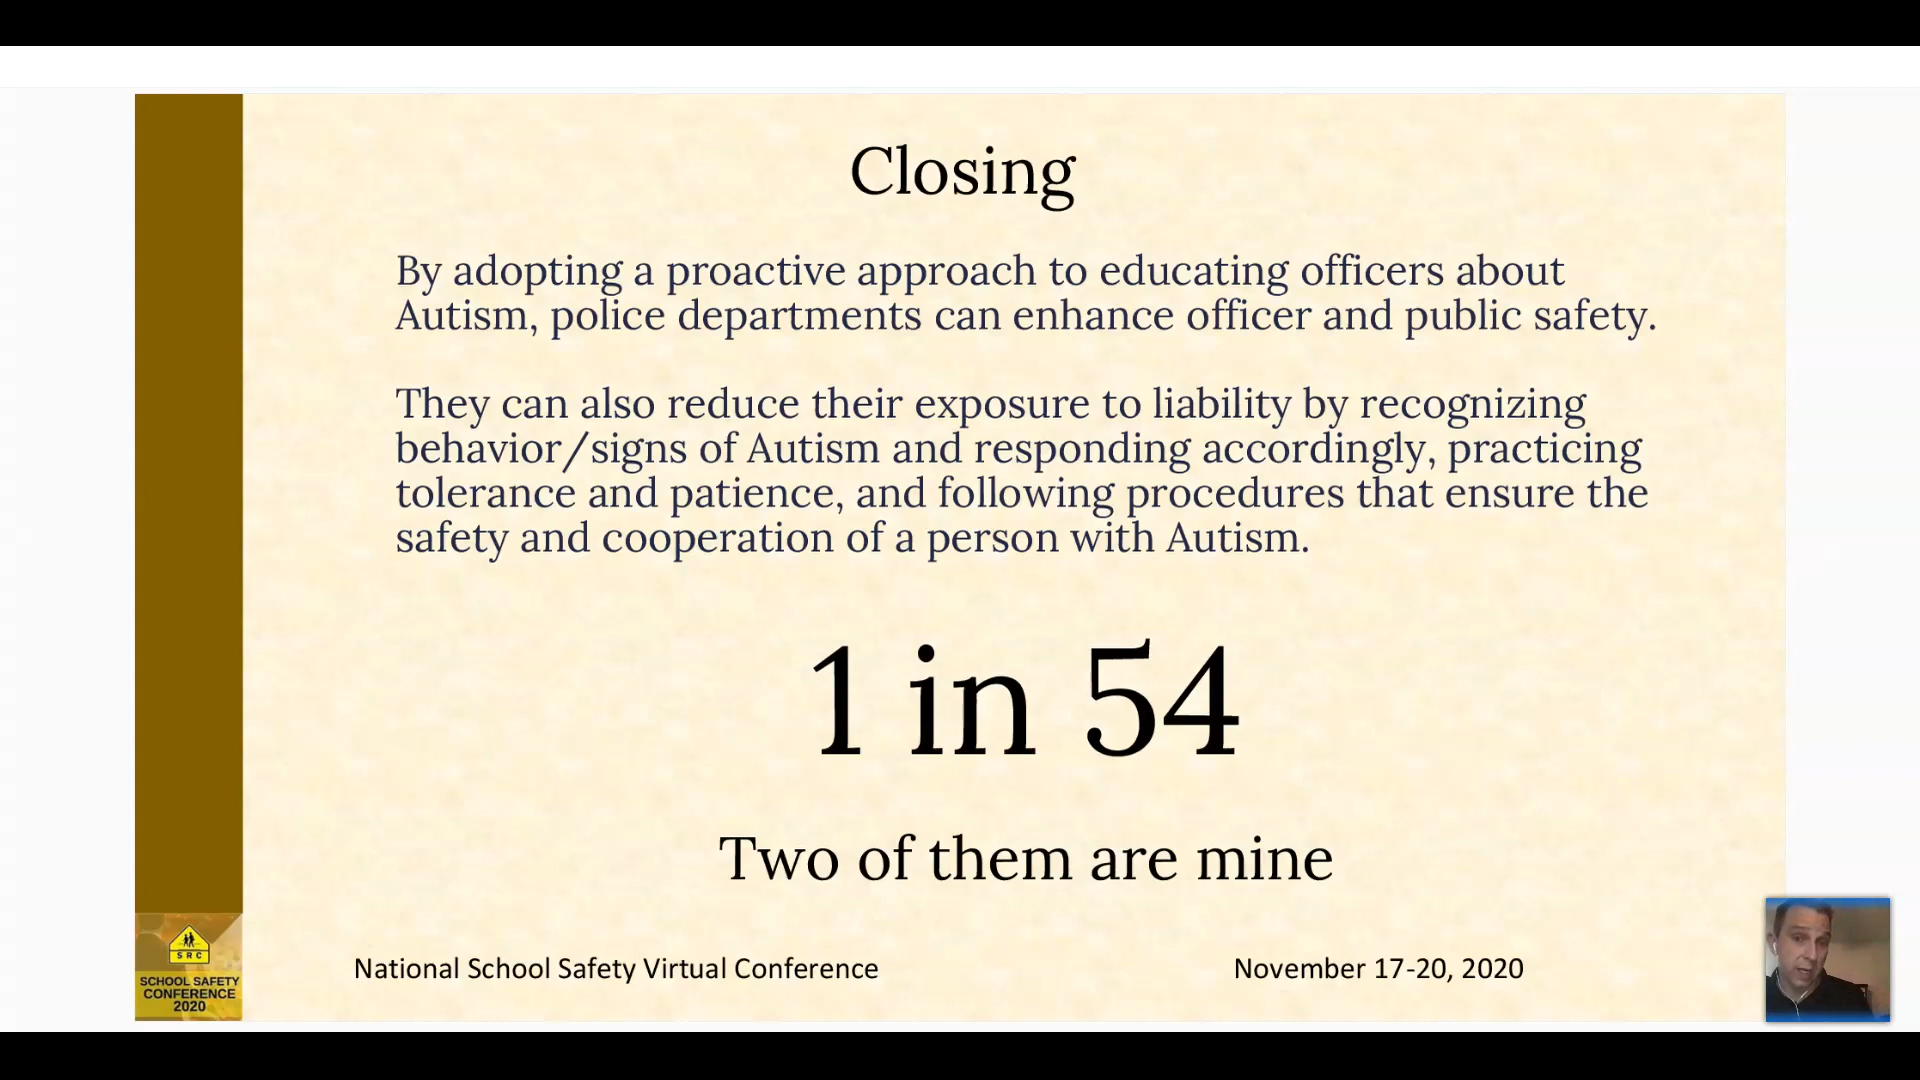 Closing
By adopting a proactive approach to educating officers about
Autism, police departments can enhance officer and public safety.
They can also reduce their exposure to liability by recognizing
behavior/signs of Autism and responding accordingly, practicing
tolerance and patience, and following procedures that ensure the
safety and cooperation of a person with Autism.
1 in 54
Two of them are mine
SRC
SCHOOL SAFETY
CONFERENCE
2020
National School Safety Virtual Conference
November 17-20, 2020